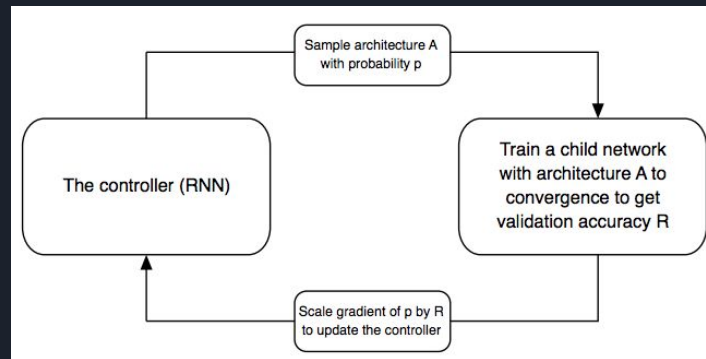 Sample architecture A
with probability p
The controller (RNN)
Train a child network
with architecture A to
convergence to get
validation accuracy R
Scale gradient of p by R
to update the controller